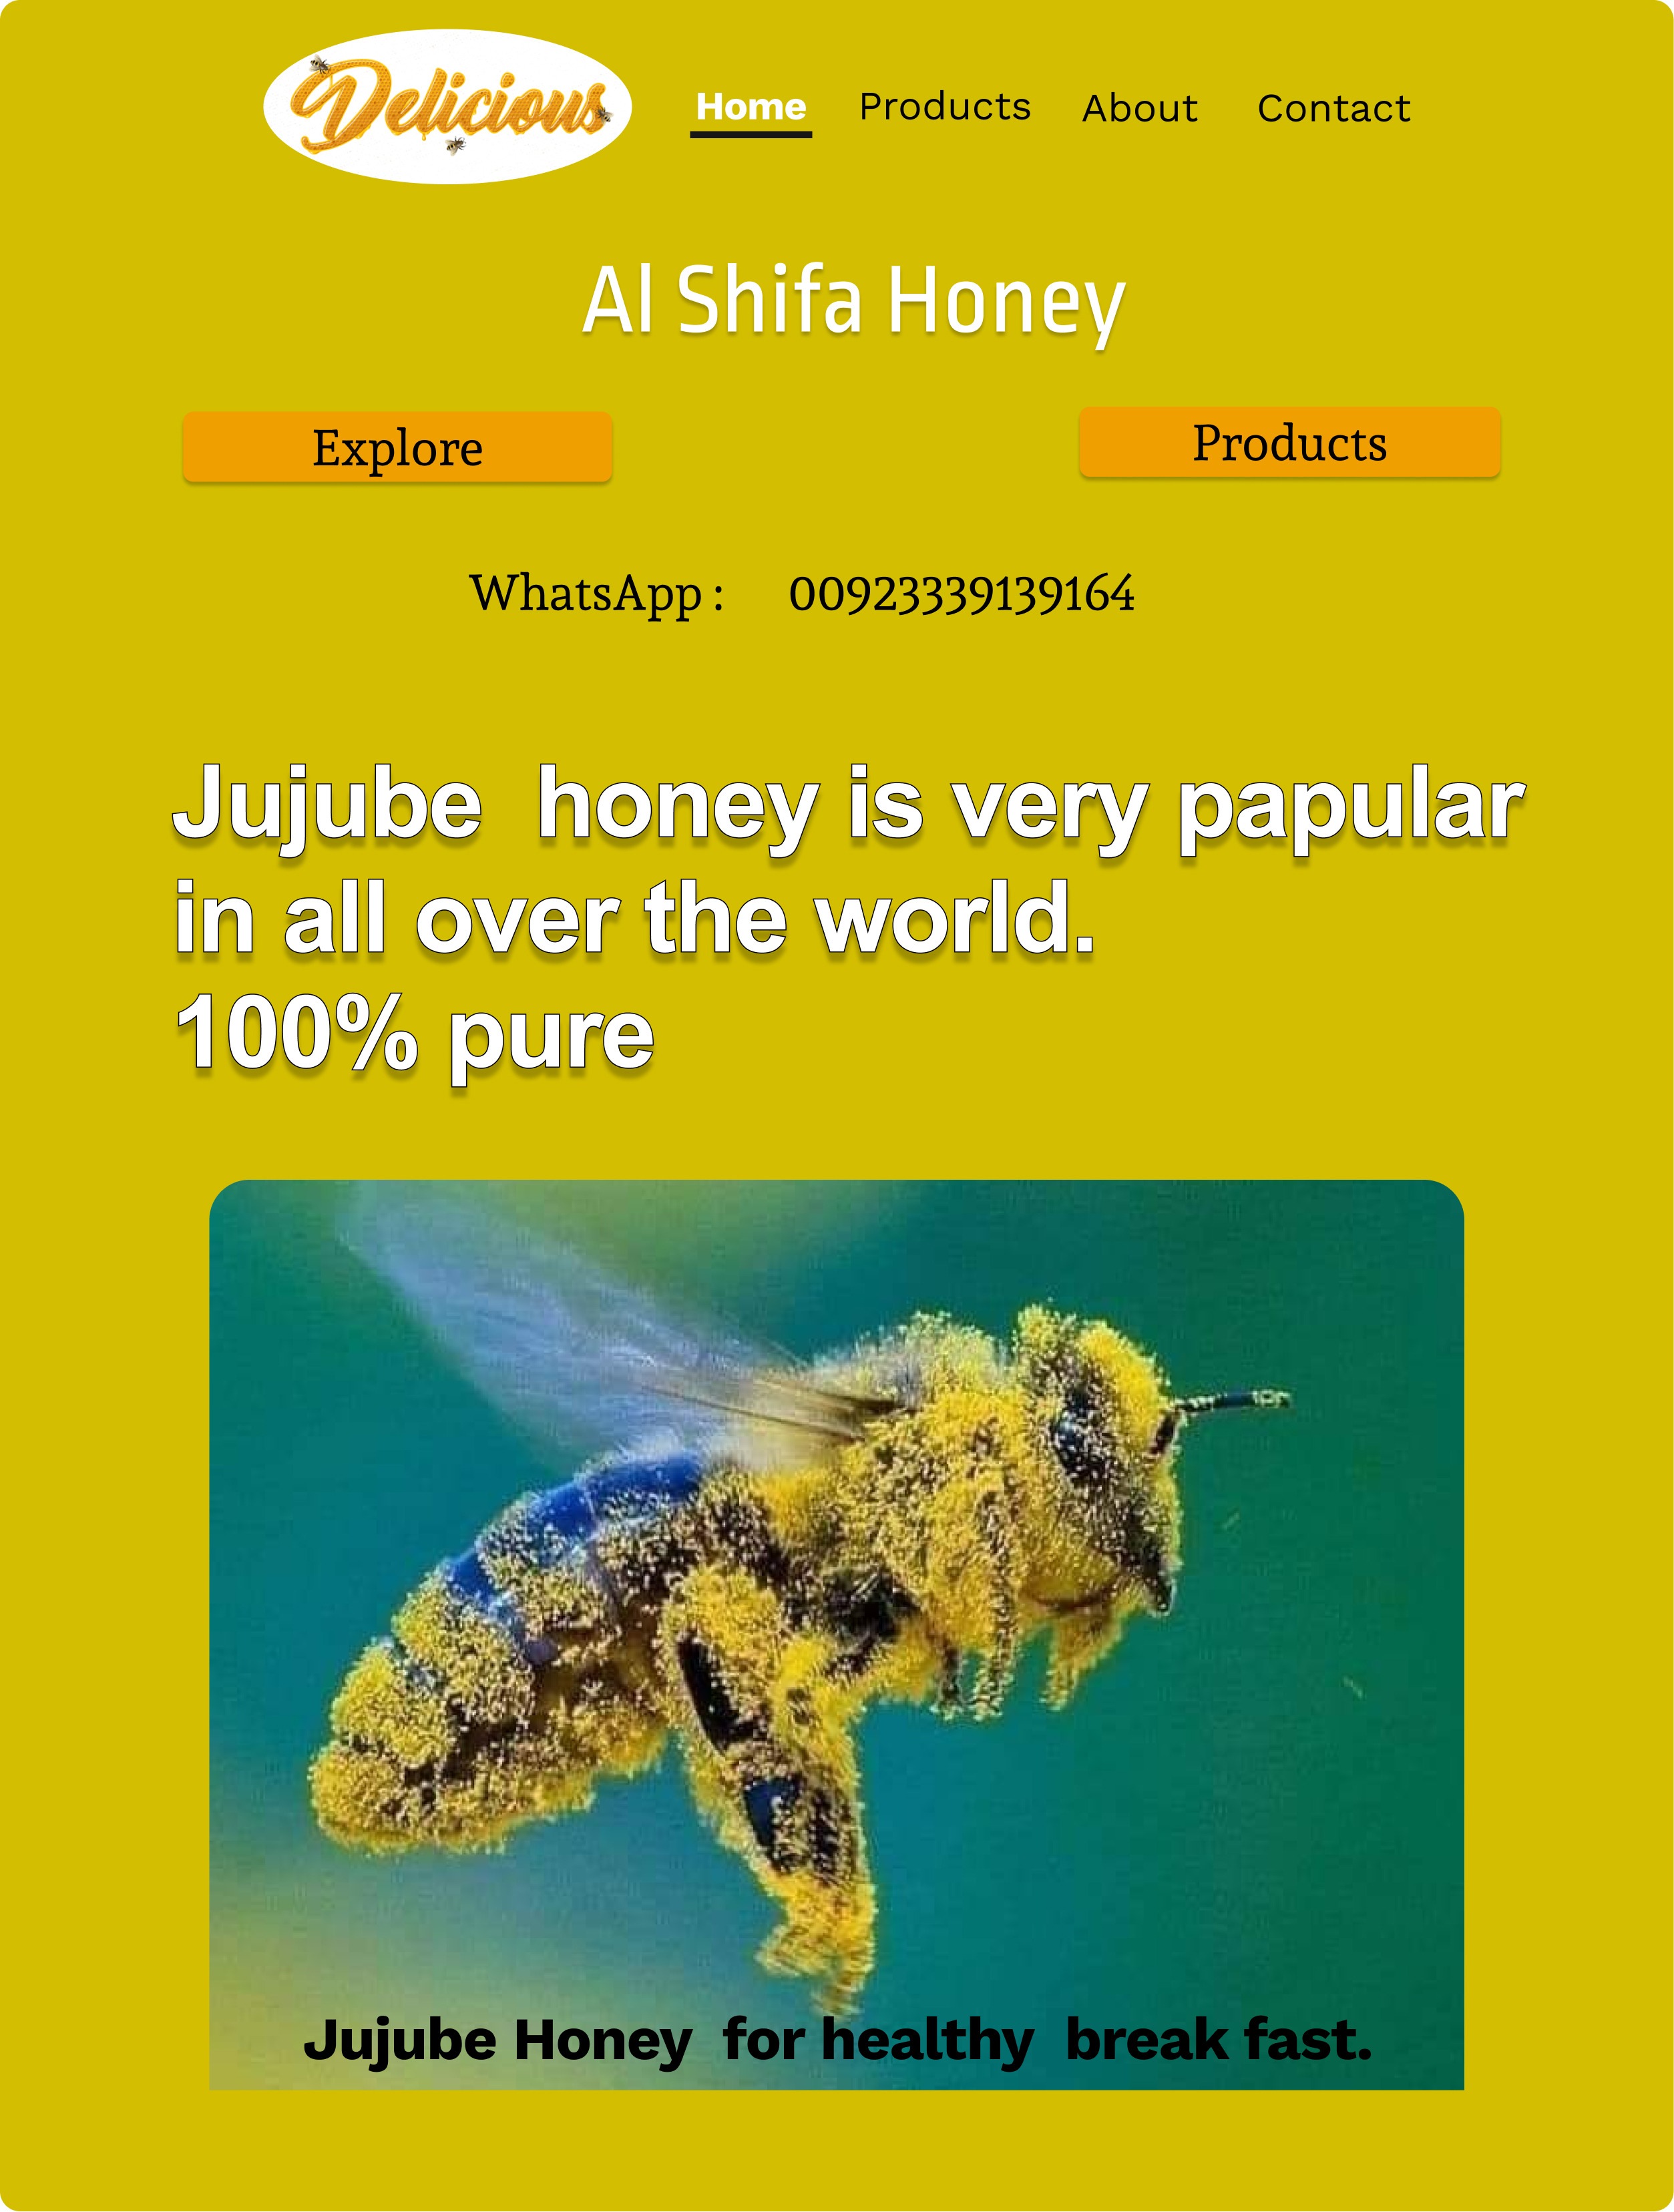 Delicious
Home Products About Contact
Al Shifa Honey
Explore
Products
WhatsApp : 00923339139164
Jujube honey is very papular
in all over the world.
100% pure
Jujube Honey for healthy break fast.